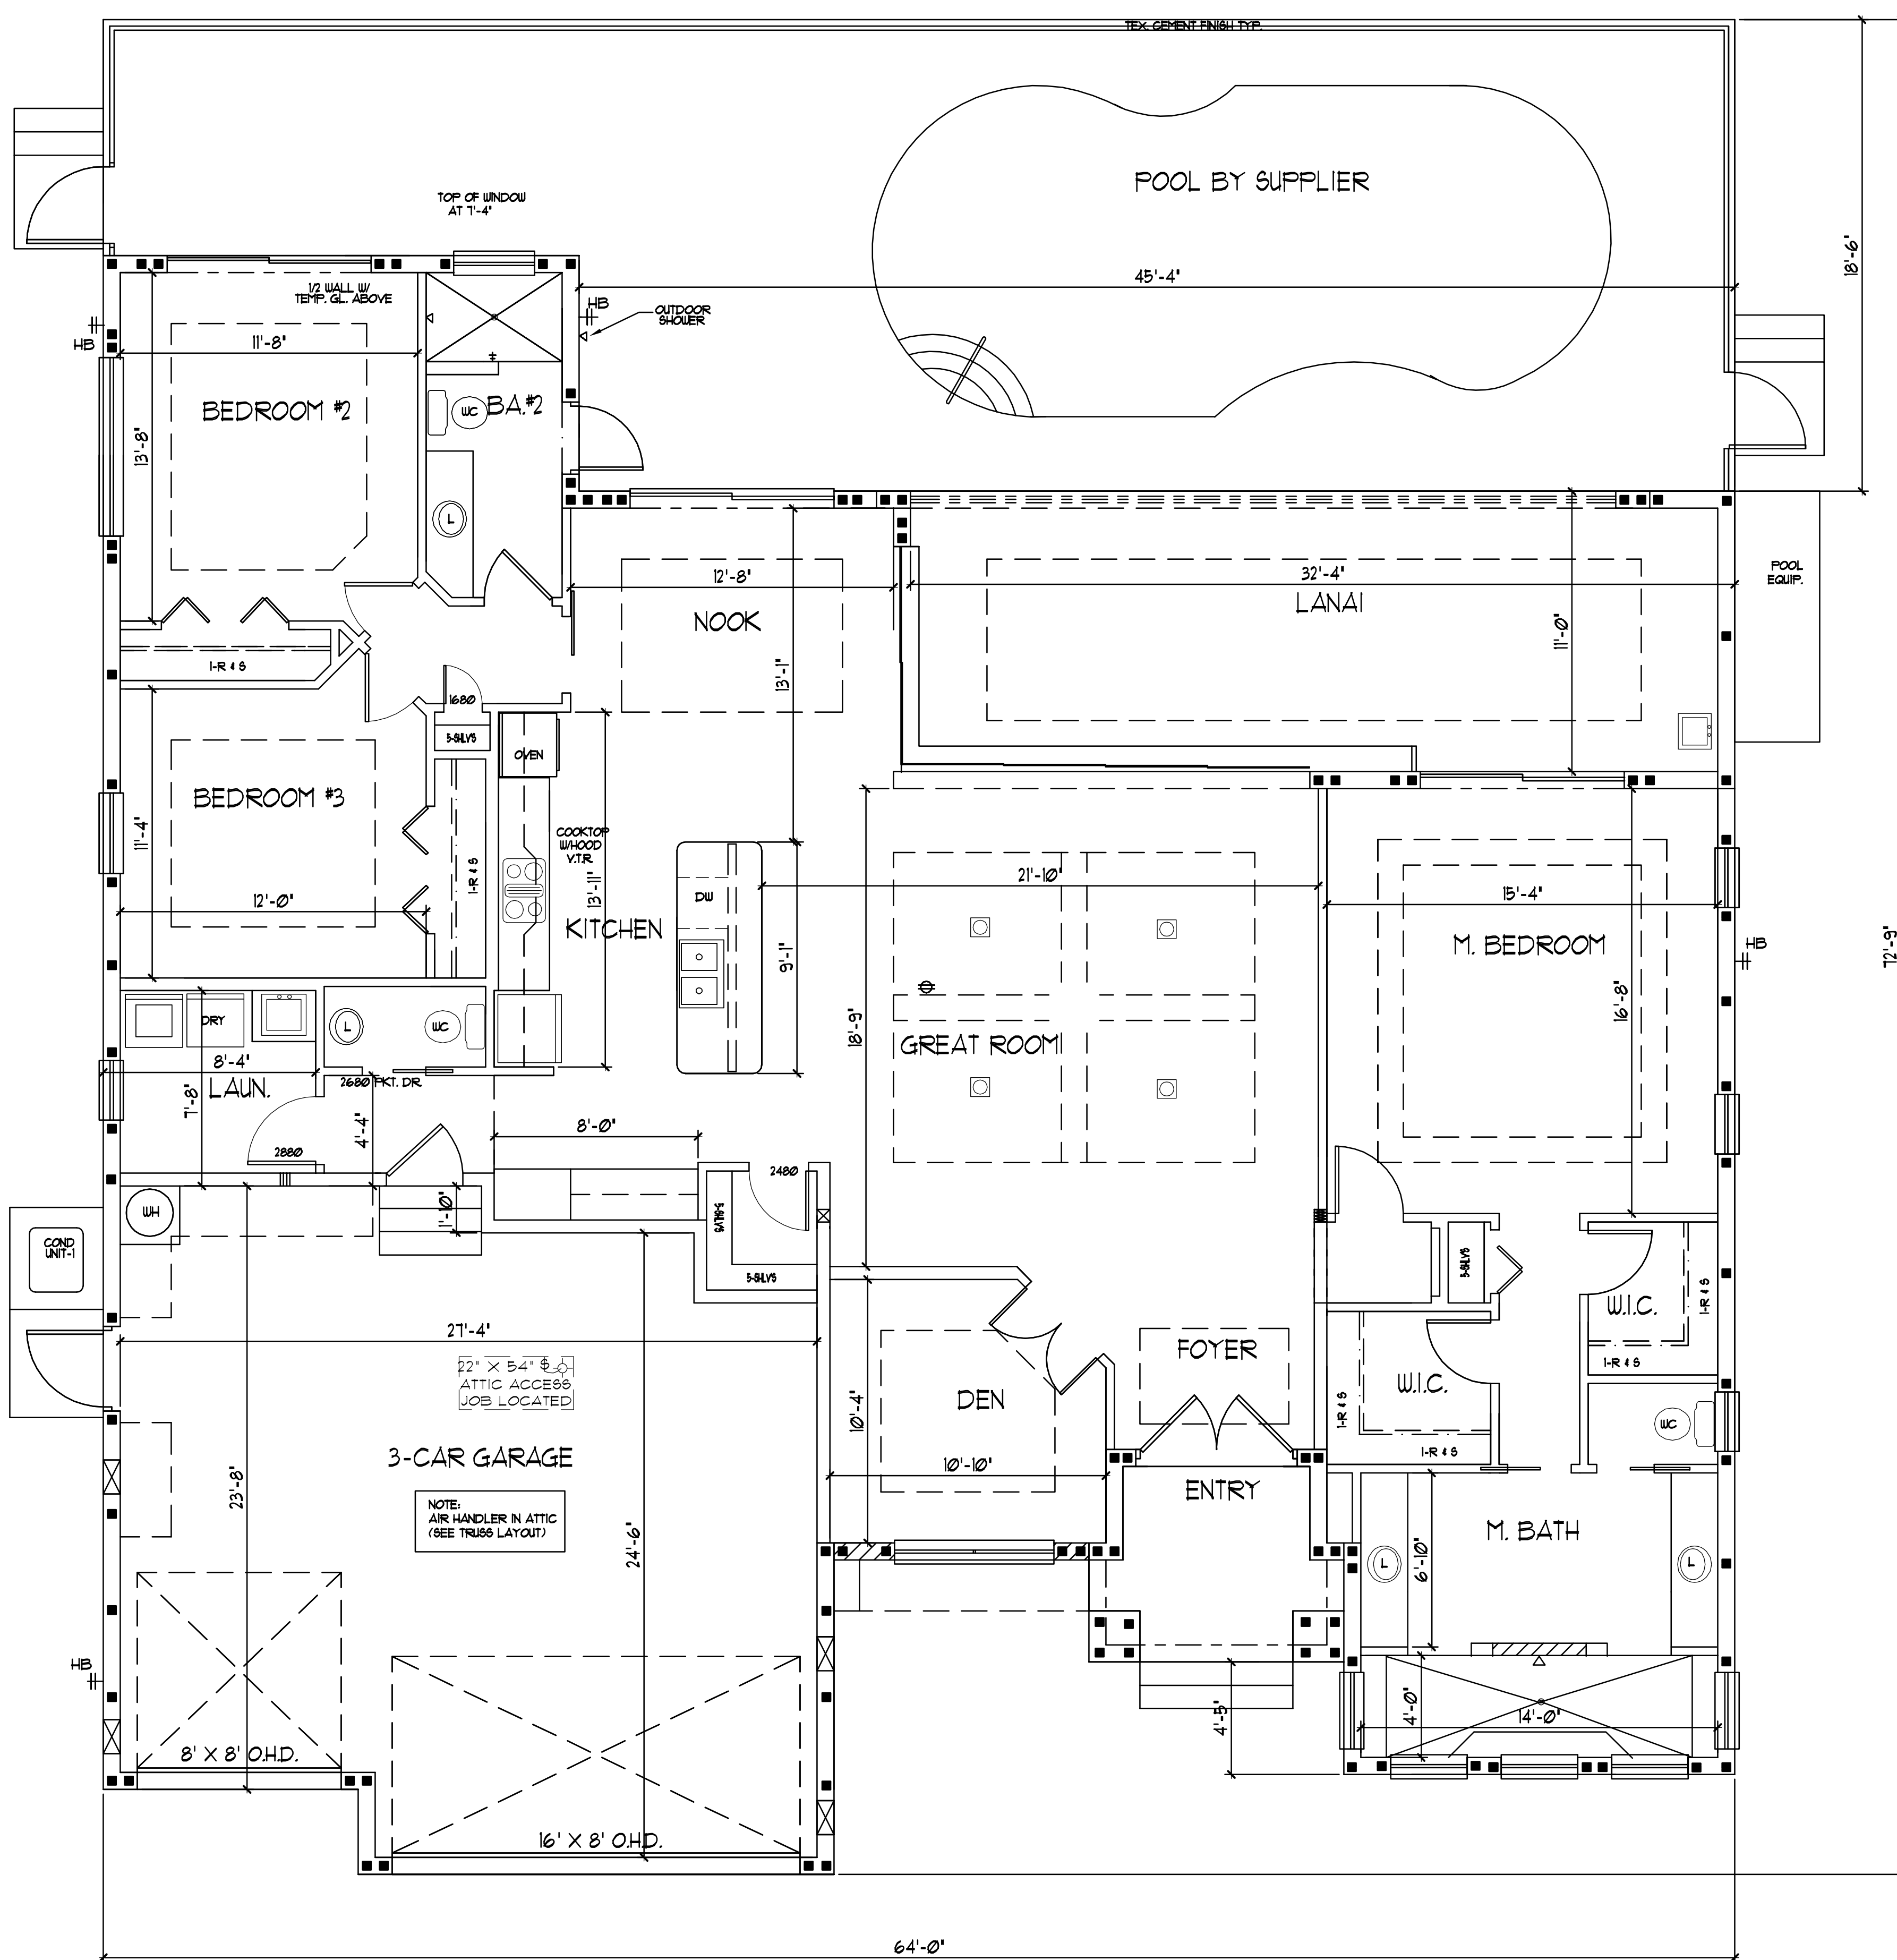 TEX. CEMENT FINISH TYP.
POOL BY SUPPLIER
18'-6"
TOP OF WINDOW
AT 7'-4"
45'-4"
1/2 WALL W/
TEMP. GL. ABOVE
HB
OUTDOOR
SHOWER
HB
11'-8"
BEDROOM #2
13'-8"
WC
BA.#2
L
12'-8"
NOOK
13'-1"
32'-4"
LANAI
11'-0"
POOL
EQUIP.
1-R & S
1680
5-SHLV'S
OVEN
BEDROOM #3
11'-4"
12'-0"
1-R & S
COOKTOP
W/HOOD
V.T.R.
13'-11"
KITCHEN
DW
9'-1"
21'-10"
15'-4"
M. BEDROOM
HB
72'-9"
16'-8"
18'-9"
GREAT ROOM
DRY
L
WC
8'-4"
LAUN.
7'-8"
2680 PKT. DR.
4'-4"
2880
8'-0"
2480
WH
1'-10"
5-SHLV'S
5-SHLV'S
COND
UNIT-1
5-SHLV'S
W.I.C.
1-R & S
1-R & S
27'-4"
22" X 54"
ATTIC ACCESS
JOB LOCATED
FOYER
W.I.C.
1-R & S
1-R & S
DEN
10'-4"
10'-10"
WC
3-CAR GARAGE
23'-8"
NOTE:
AIR HANDLER IN ATTIC
(SEE TRUSS LAYOUT)
24'-6"
ENTRY
M. BATH
L
L
6'-10"
HB
4'-5"
4'-0"
14'-0"
8' X 8' O.H.D.
16' X 8' O.H.D.
64'-0"